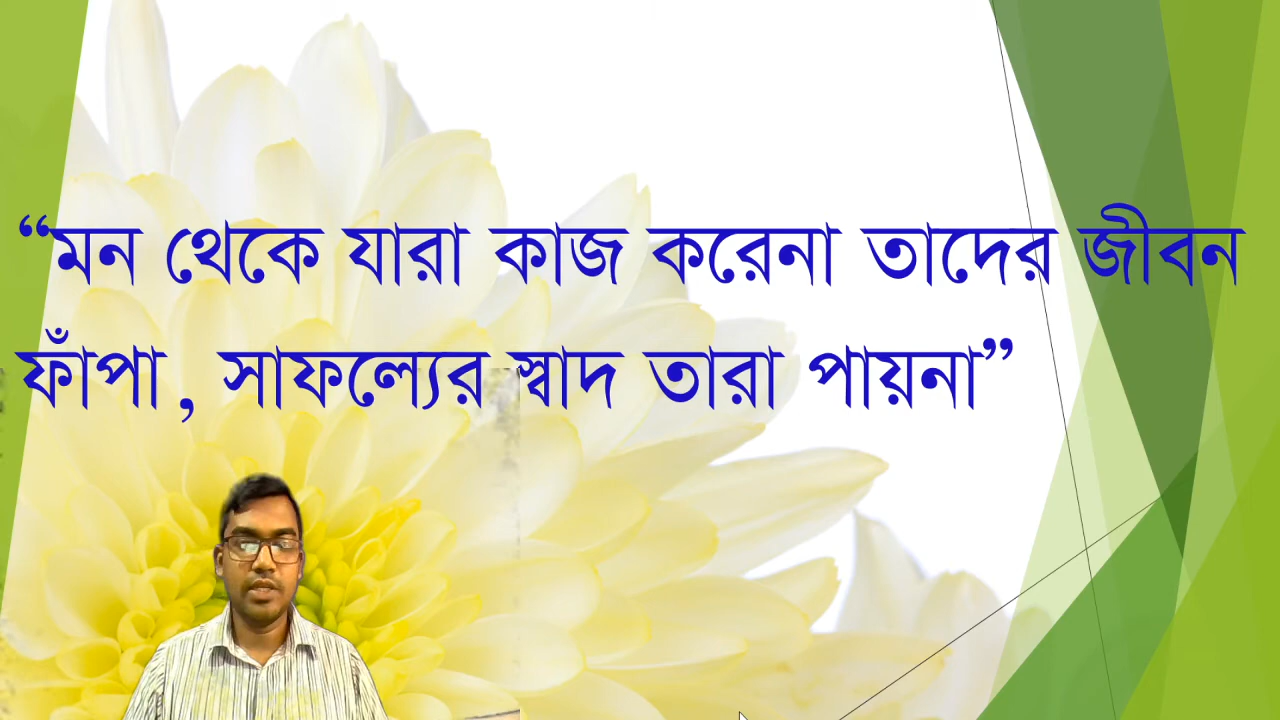 “মন থেকে যারা কাজ করেনা তাদের জীবন
ফাঁপা, সাফল্যের স্বাদ তারা পায়না”